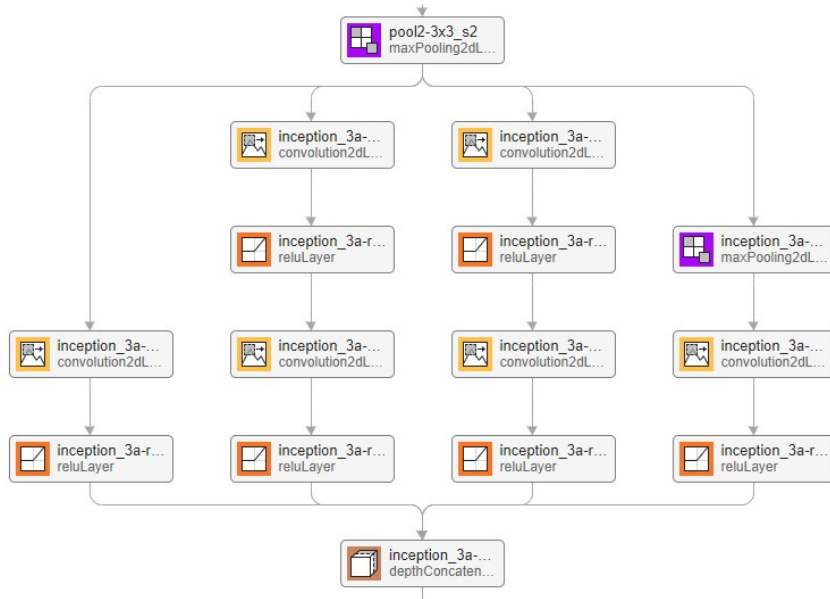 pool2-3x3_s2
maxPooling2dL...
inception_3a-...
convolution2dL...
inception_3a-...
convolution2dL...
inception_3a-r...
reluLayer
inception_3a-r...
reluLayer
inception_3a-...
maxPooling2dL...
inception_3a-...
convolution2dL...
inception_3a-...
convolution2dL...
inception_3a-...
convolution2dL...
inception_3a-...
convolution2dL...
inception_3a-r...
reluLayer
inception_3a-r...
reluLayer
inception_3a-r...
reluLayer
inception_3a-r...
reluLayer
inception_3a-...
depthConcaten...